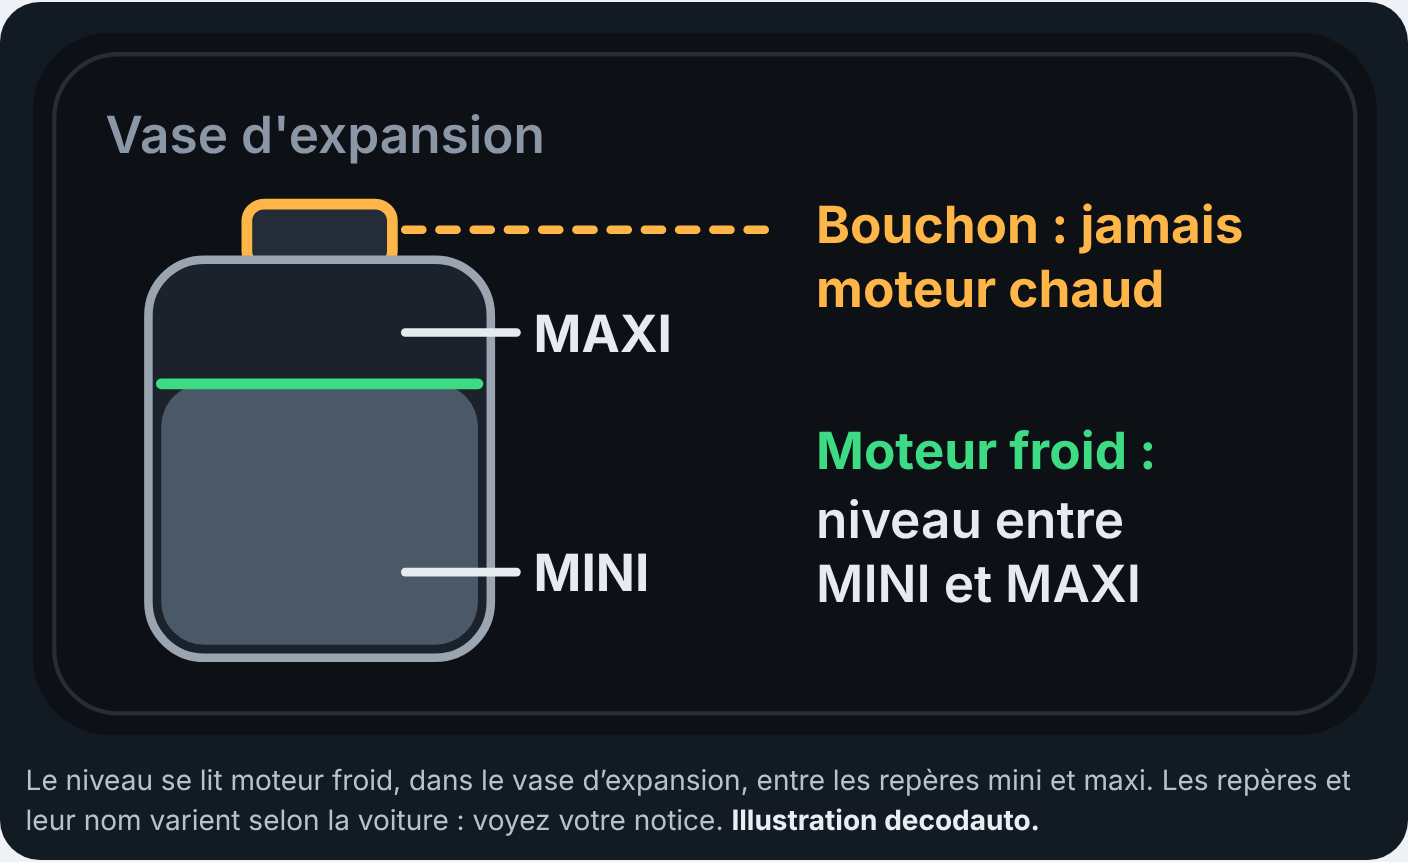 Vase d'expansion
Bouchon : jamais
moteur chaud
MAXI
Moteur froid :
niveau entre
MINI et MAXI
MINI
Le niveau se lit moteur froid, dans le vase d’expansion, entre les repères mini et maxi. Les repères et
leur nom varient selon la voiture : voyez votre notice. Illustration decodauto.